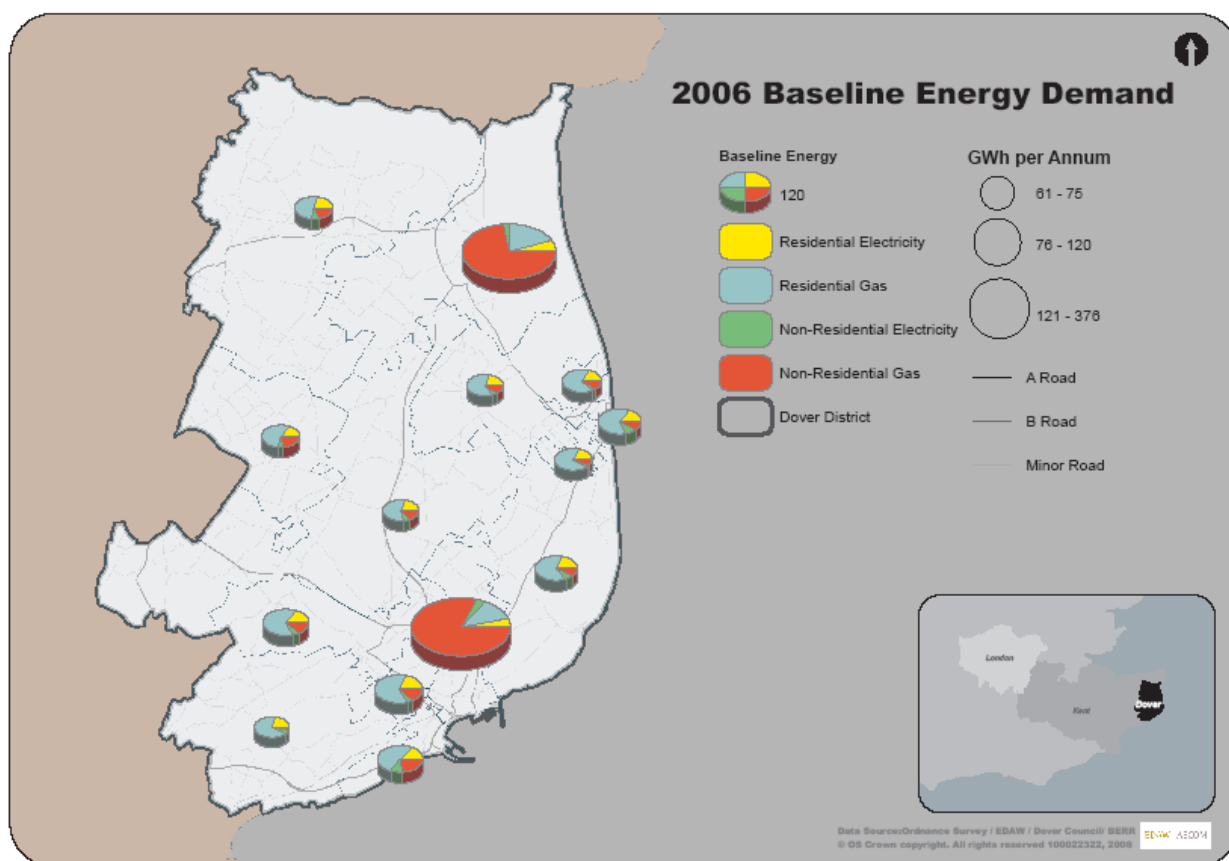 2006 Baseline Energy Demand
Baseline Energy
120
Residential Electricity
Residential Gas
Non-Residential Electricity
Non-Residential Gas
Dover District
GWh per Annum
61 - 75
76 - 120
121 - 376
A Road
B Road
Minor Road
London
Kent
Dover
Data Source:Ordnance Survey / EDAW / Dover Council/ BERR
© OS Crown copyright. All rights reserved 100022322, 2008
EDAW AECOM